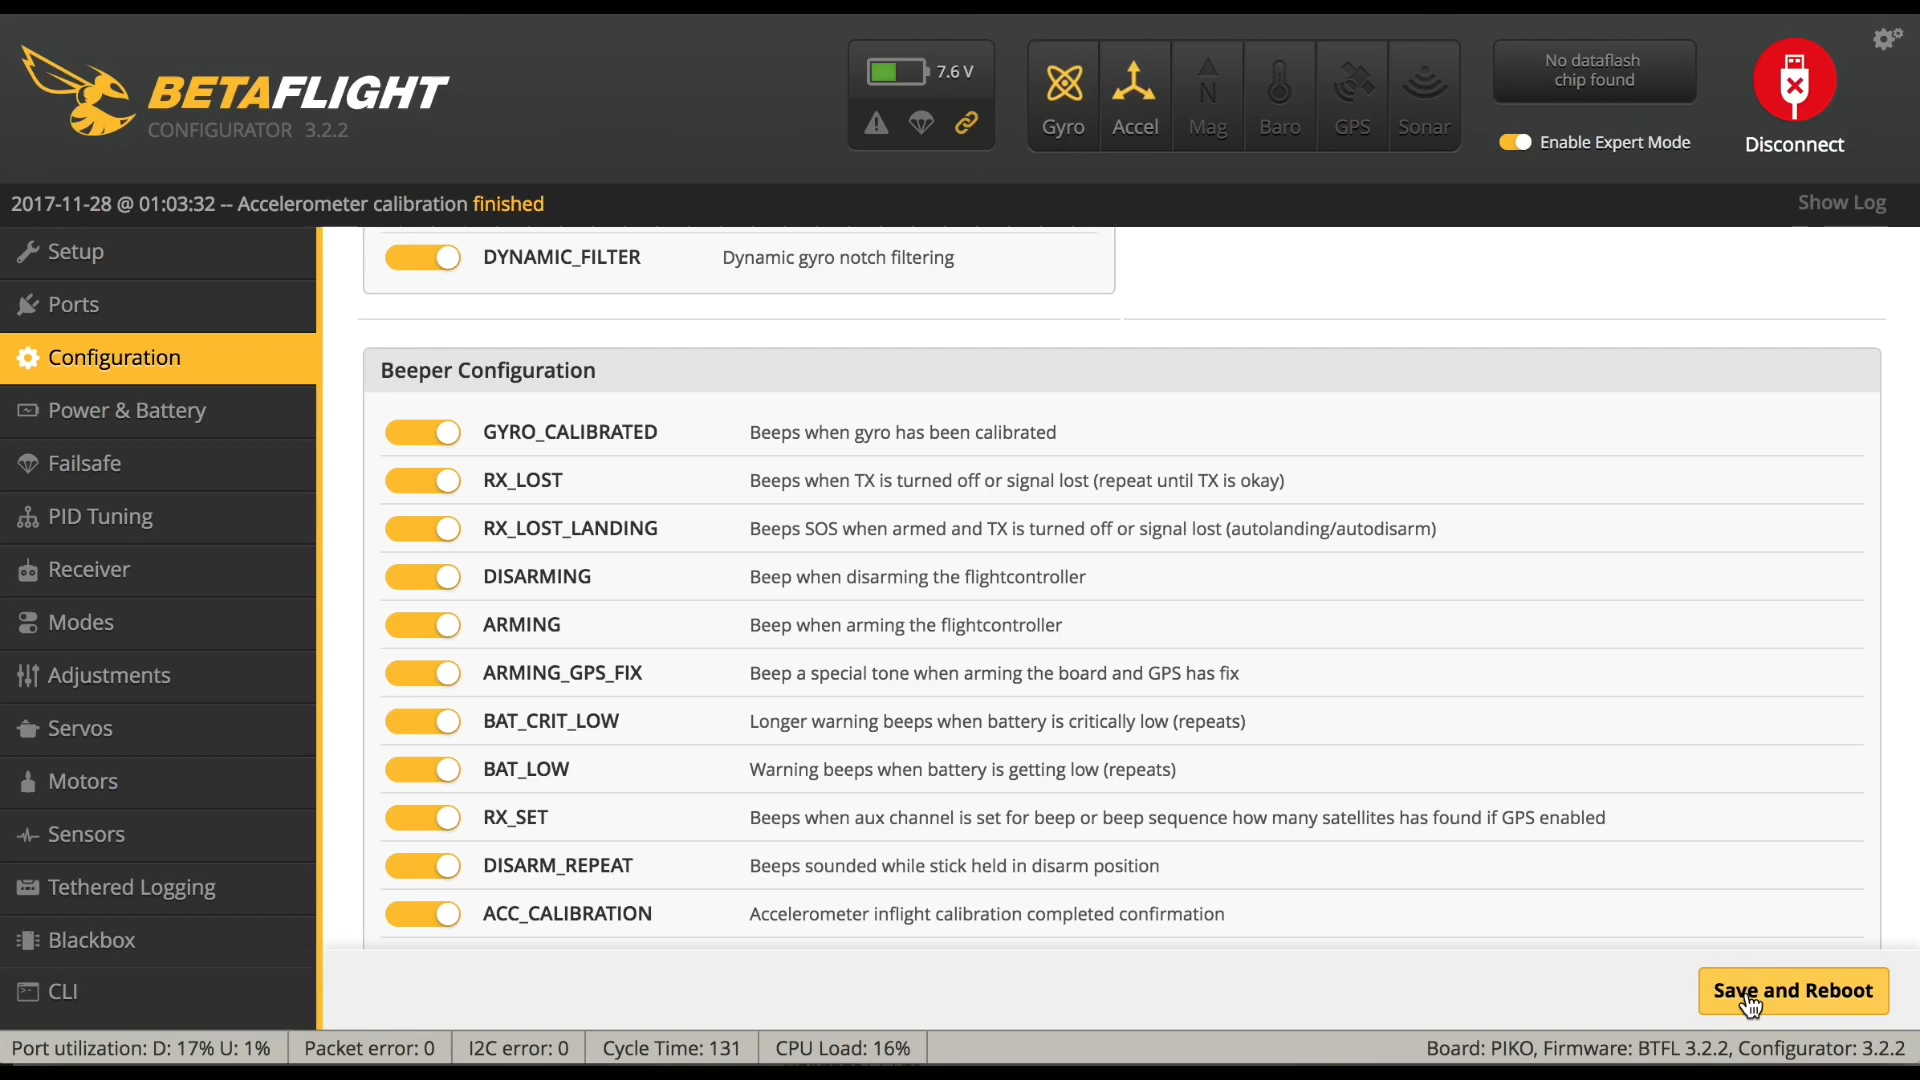 BETAFLIGHT
CONFIGURATOR 3.2.2
7.6 V
Gyro
Accel
N
Mag
Baro
GPS
Sonar
No dataflash
chip found
Enable Expert Mode
Disconnect
2017-11-28 @ 01:03:32 -- Accelerometer calibration finished
Show Log
Setup
Ports
Configuration
Power & Battery
Failsafe
PID Tuning
Receiver
Modes
Adjustments
Servos
Motors
Sensors
Tethered Logging
Blackbox
CLI
DYNAMIC_FILTER Dynamic gyro notch filtering
Beeper Configuration
GYRO_CALIBRATED Beeps when gyro has been calibrated
RX_LOST Beeps when TX is turned off or signal lost (repeat until TX is okay)
RX_LOST_LANDING Beeps SOS when armed and TX is turned off or signal lost (autolanding/autodisarm)
DISARMING Beep when disarming the flightcontroller
ARMING Beep when arming the flightcontroller
ARMING_GPS_FIX Beep a special tone when arming the board and GPS has fix
BAT_CRIT_LOW Longer warning beeps when battery is critically low (repeats)
BAT_LOW Warning beeps when battery is getting low (repeats)
RX_SET Beeps when aux channel is set for beep or beep sequence how many satellites has found if GPS enabled
DISARM_REPEAT Beeps sounded while stick held in disarm position
ACC_CALIBRATION Accelerometer inflight calibration completed confirmation
Save and Reboot
Port utilization: D: 17% U: 1% Packet error: 0 I2C error: 0 Cycle Time: 131 CPU Load: 16% Board: PIKO, Firmware: BTFL 3.2.2, Configurator: 3.2.2